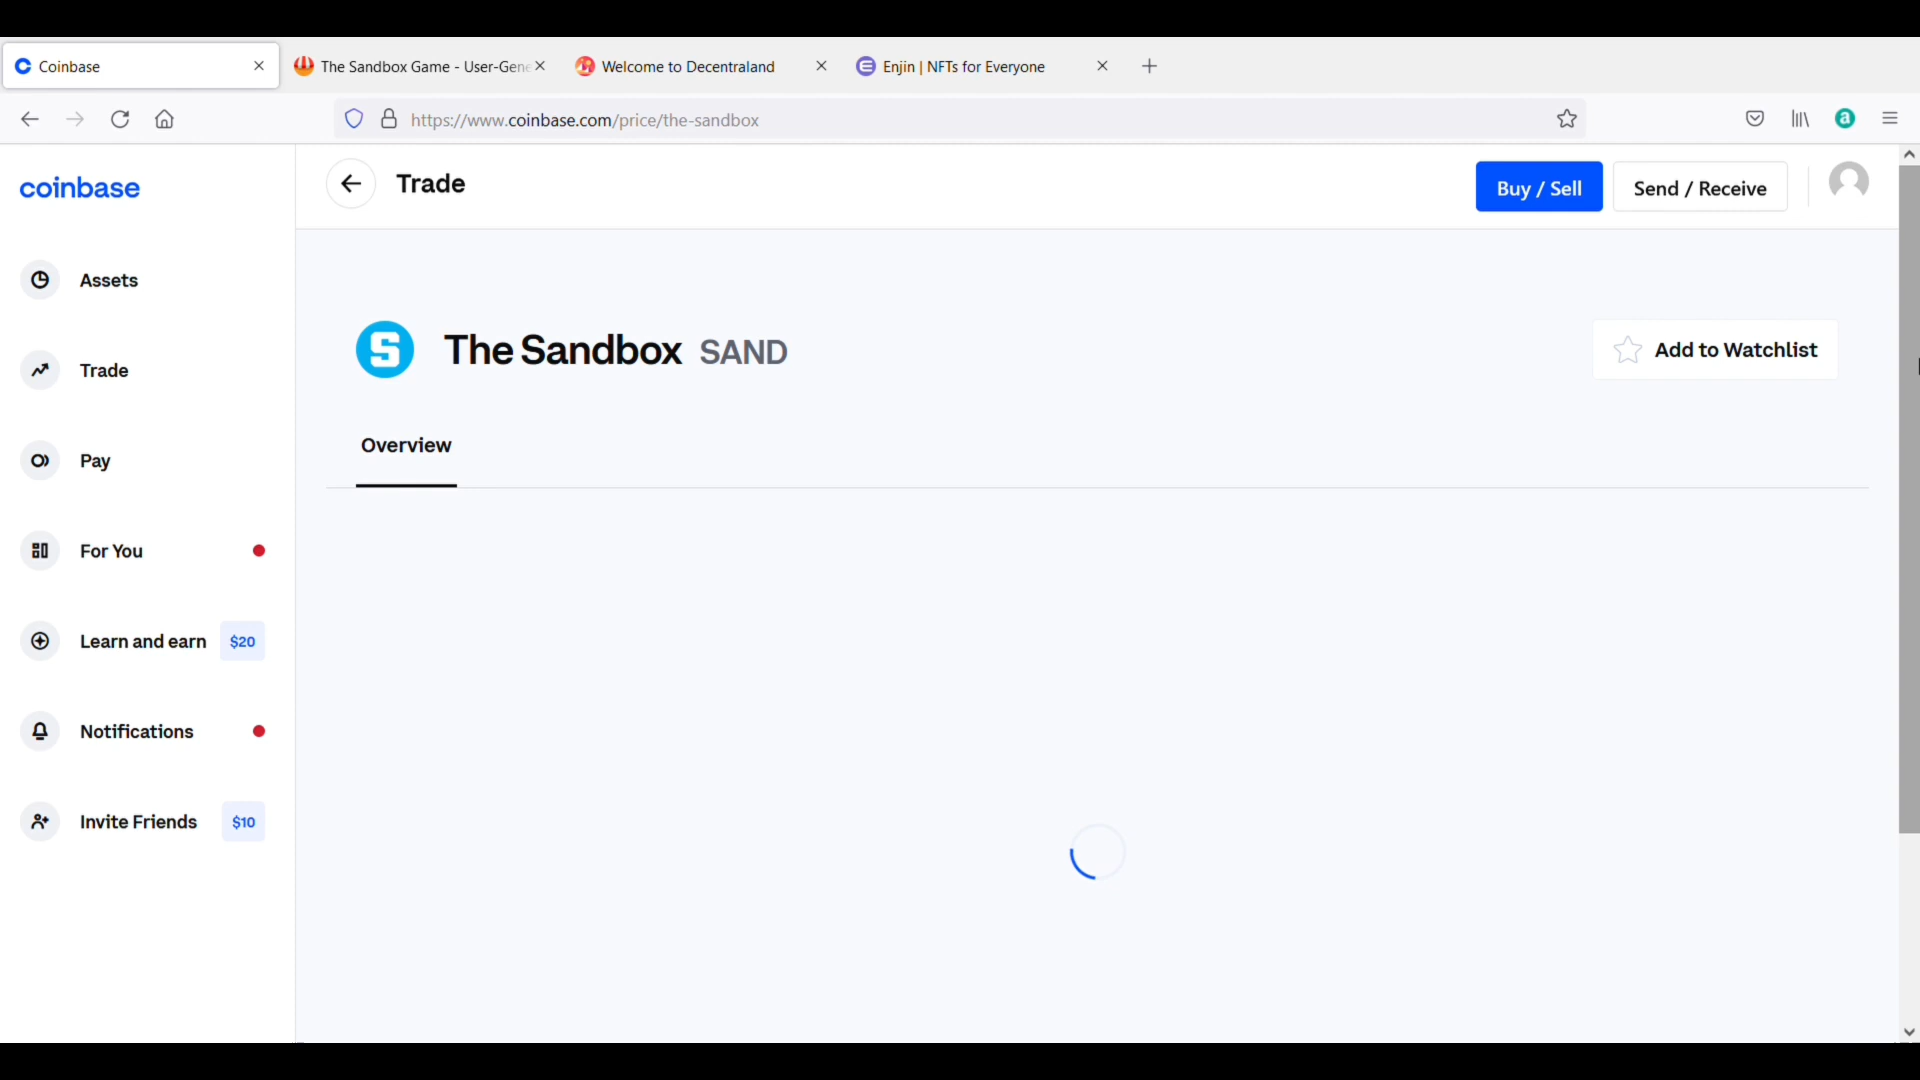 Coinbase
The Sandbox Game - User-Gene
Welcome to Decentraland
Enjin | NFTs for Everyone
https://www.coinbase.com/price/the-sandbox
coinbase
Trade
Buy / Sell
Send / Receive
Assets
Trade
Pay
For You
Learn and earn $20
Notifications
Invite Friends $10
The Sandbox SAND
Add to Watchlist
Overview